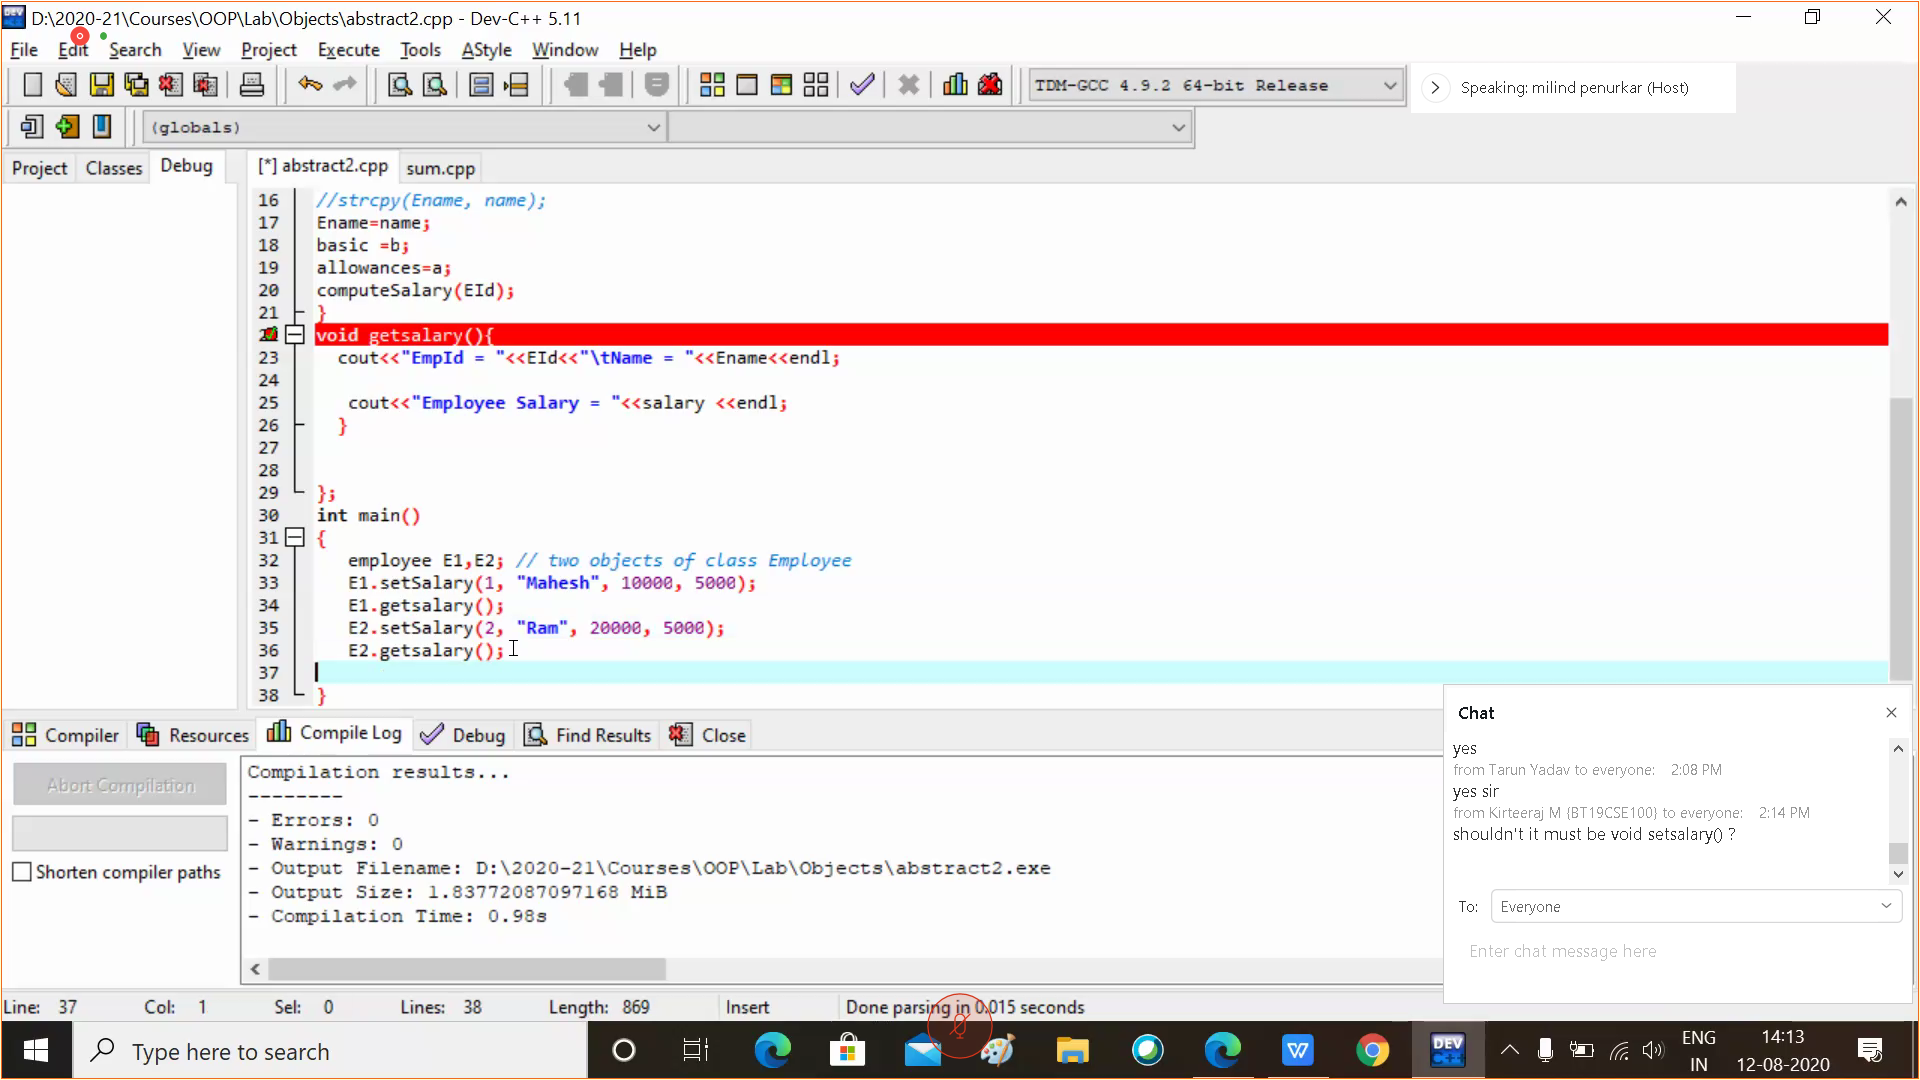 D:\2020-21\Courses\OOP\Lab\Objects\abstract2.cpp - Dev-C++ 5.11
File Edit Search View Project Execute Tools AStyle Window Help
TDM-GCC 4.9.2 64-bit Release
Speaking: milind penurkar (Host)
(globals)
Project Classes Debug
[*] abstract2.cpp sum.cpp
16 //strcpy(Ename, name);
17 Ename=name;
18 basic =b;
19 allowances=a;
20 computeSalary(EId);
21 }
void getsalary(){
23 cout<<"EmpId = "<<EId<<"\tName = "<<Ename<<endl;
24
25 cout<<"Employee Salary = "<<salary <<endl;
26 }
27
28
29 };
30 int main()
31 {
32 employee E1,E2; // two objects of class Employee
33 E1.setSalary(1, "Mahesh", 10000, 5000);
34 E1.getsalary();
35 E2.setSalary(2, "Ram", 20000, 5000);
36 E2.getsalary();
37
38 }
Compiler Resources Compile Log Debug Find Results Close
Abort Compilation
Shorten compiler paths
Compilation results...
--------
- Errors: 0
- Warnings: 0
- Output Filename: D:\2020-21\Courses\OOP\Lab\Objects\abstract2.exe
- Output Size: 1.83772087097168 MiB
- Compilation Time: 0.98s
Chat
yes
from Tarun Yadav to everyone: 2:08 PM
yes sir
from Kirteeraj M {BT19CSE100} to everyone: 2:14 PM
shouldn't it must be void setsalary() ?
To: Everyone
Enter chat message here
Line: 37 Col: 1 Sel: 0 Lines: 38 Length: 869 Insert Done parsing in 0.015 seconds
Type here to search
DEV C++
ENG
IN
14:13
12-08-2020